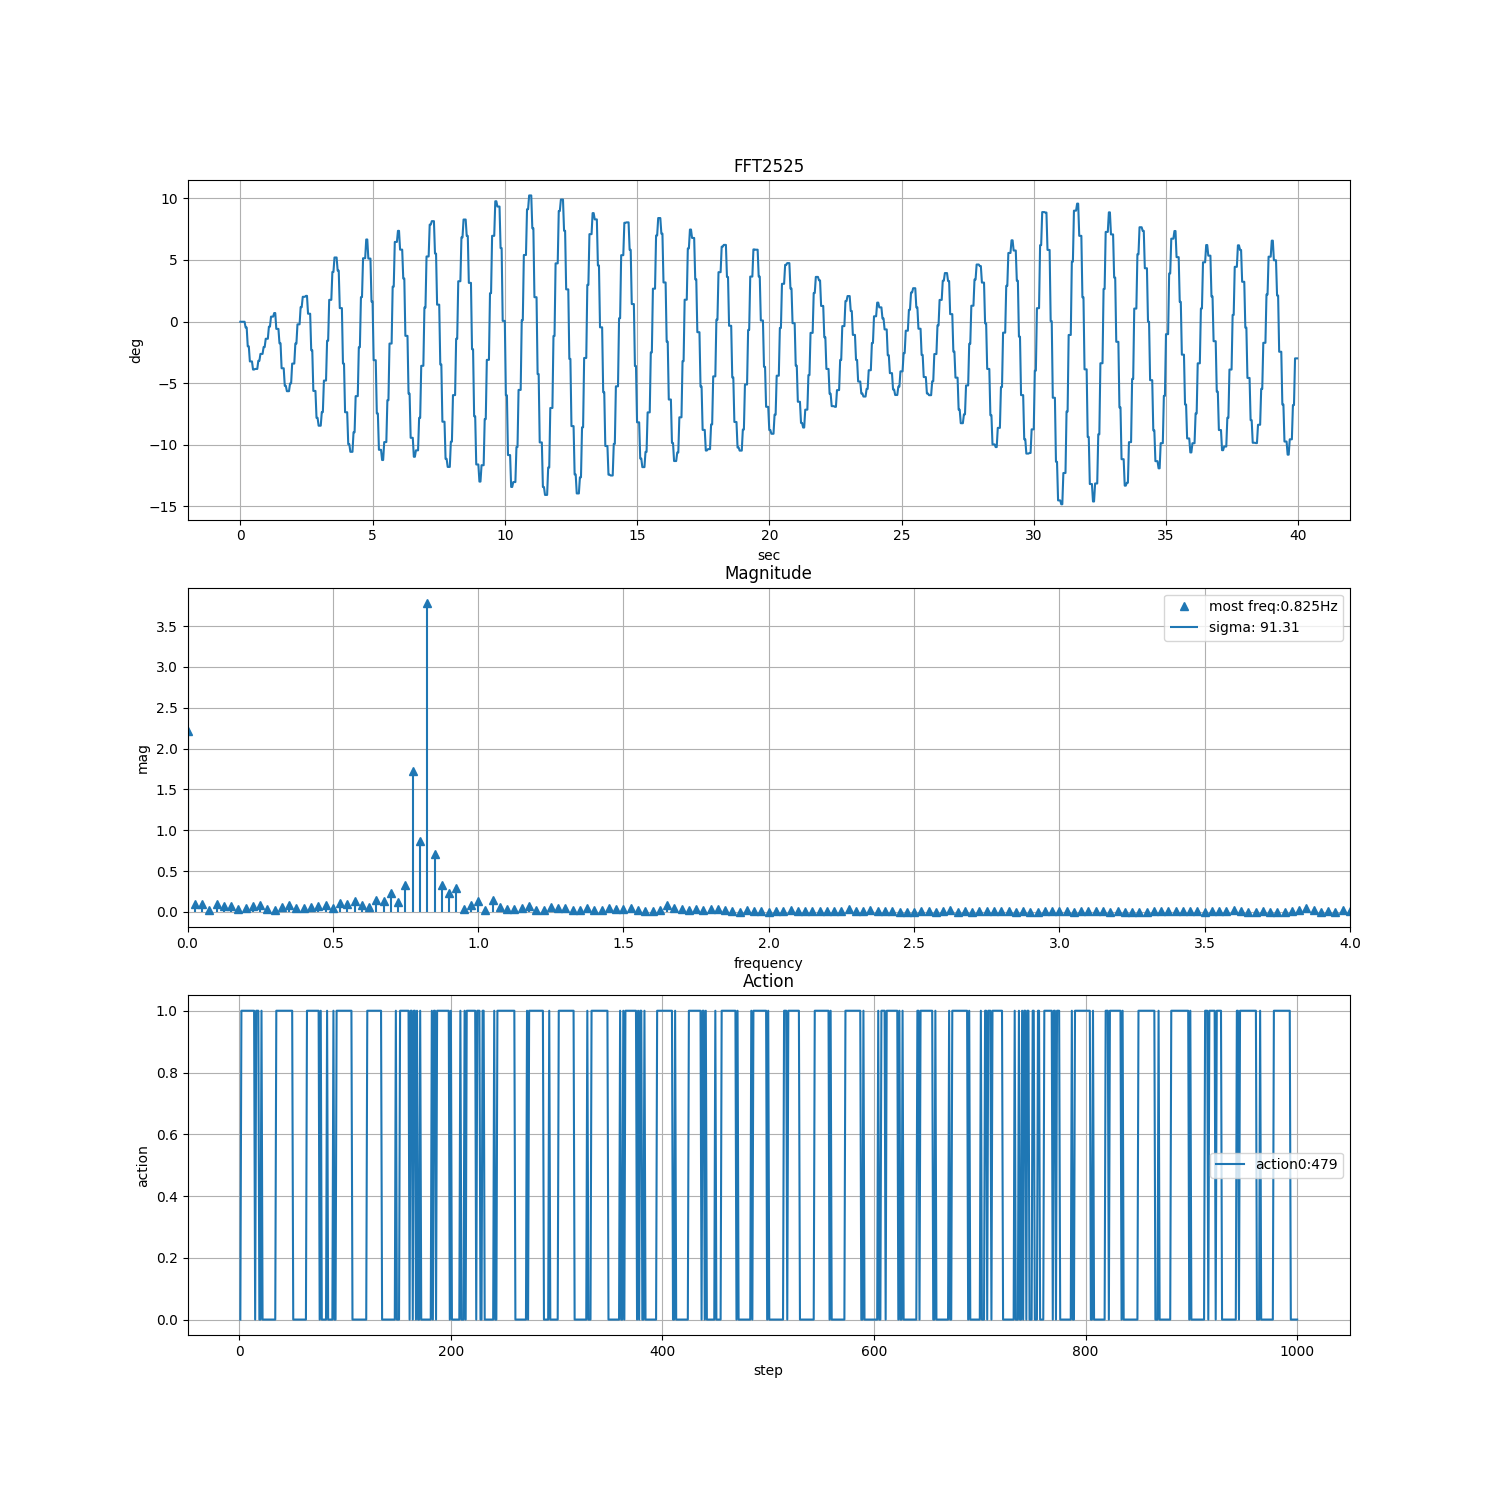 FFT2525
10
5
0
−5
−10
−15
deg
0 5 10 15 20 25 30 35 40
sec
Magnitude
most freq:0.825Hz
sigma: 91.31
3.5
3.0
2.5
2.0
1.5
1.0
0.5
0.0
mag
0.0 0.5 1.0 1.5 2.0 2.5 3.0 3.5 4.0
frequency
Action
1.0
0.8
0.6
0.4
0.2
0.0
action
action0:479
0 200 400 600 800 1000
step